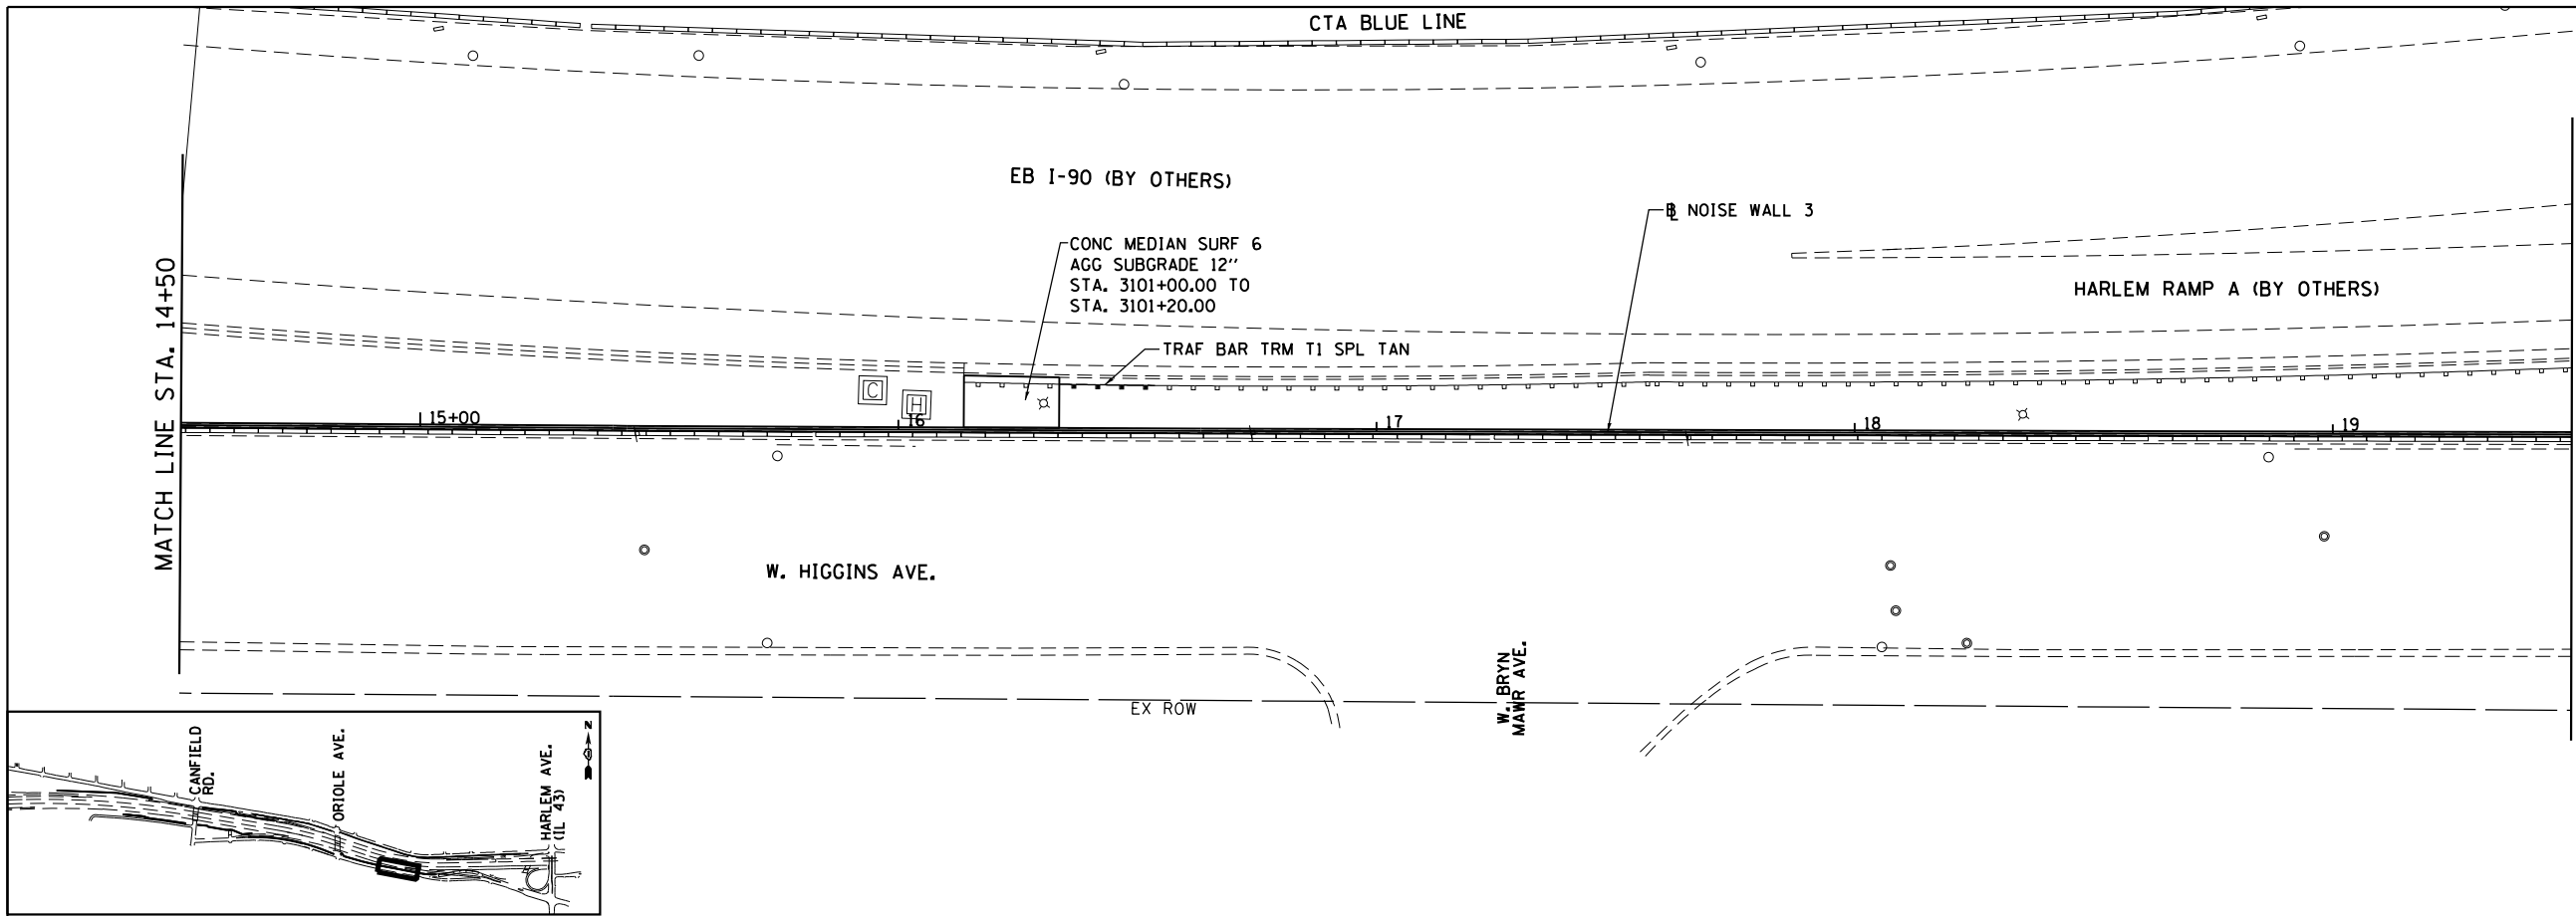 CTA BLUE LINE
EB I-90 (BY OTHERS)
℄ NOISE WALL 3
CONC MEDIAN SURF 6
AGG SUBGRADE 12''
STA. 3101+00.00 TO
STA. 3101+20.00
HARLEM RAMP A (BY OTHERS)
TRAF BAR TRM T1 SPL TAN
MATCH LINE STA. 14+50
C
H
15+00
16
17
18
19
W. HIGGINS AVE.
W. BRYN
MAWR AVE.
EX ROW
CANFIELD
RD.
ORIOLE AVE.
HARLEM AVE.
(IL 43)
N